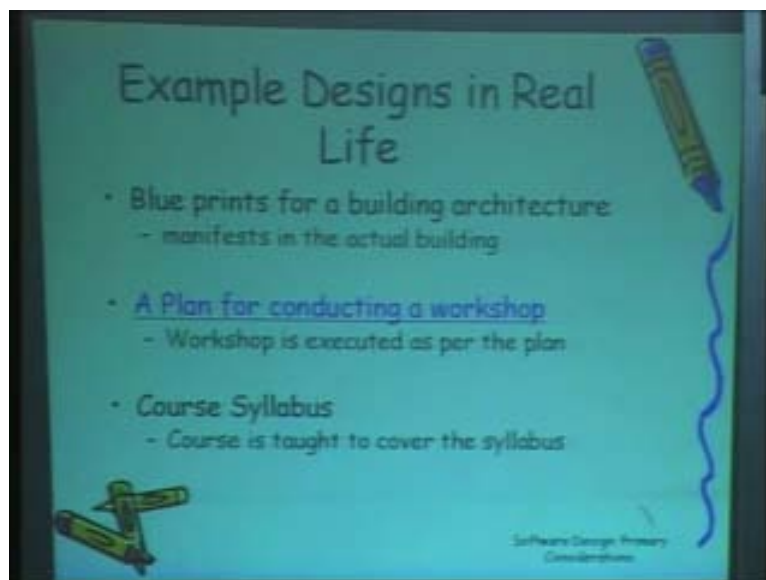 Example Designs in Real
Life
• Blue prints for a building architecture
- manifests in the actual building
• A Plan for conducting a workshop
- Workshop is executed as per the plan
• Course Syllabus
- Course is taught to cover the syllabus
Software Design: Primary
Considerations